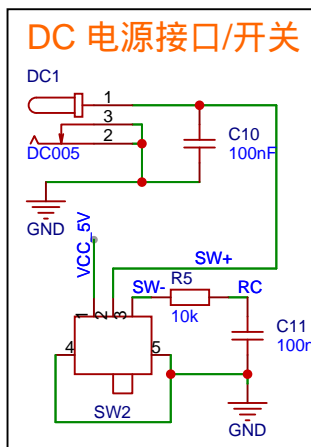 DC 电源接口/开关
DC1
1
3
2
DC005
C10
100nF
GND
VCC_5V
SW+
SW-
R5
RC
10k
1
2
3
4
5
C11
100n
SW2
GND